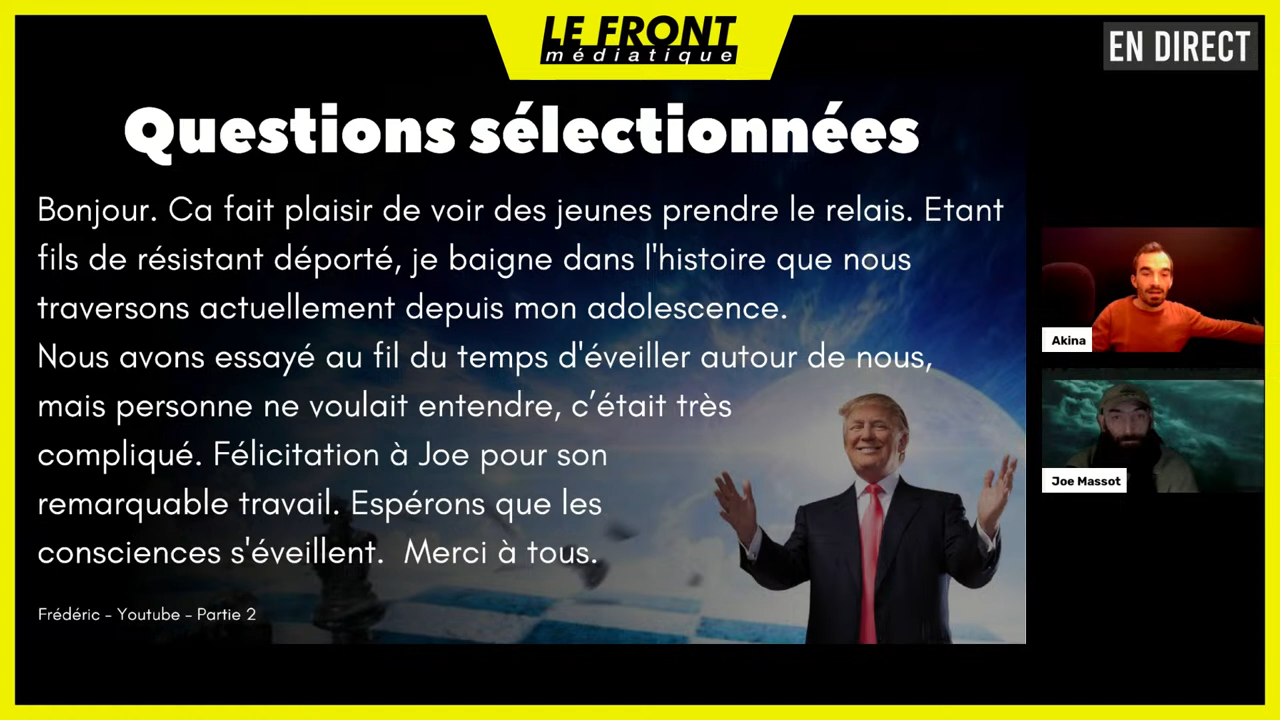 LE FRONT
médiatique
EN DIRECT
Questions sélectionnées
Bonjour. Ca fait plaisir de voir des jeunes prendre le relais. Etant
fils de résistant déporté, je baigne dans l'histoire que nous
traversons actuellement depuis mon adolescence.
Nous avons essayé au fil du temps d'éveiller autour de nous,
mais personne ne voulait entendre, c’était très
compliqué. Félicitation à Joe pour son
remarquable travail. Espérons que les
consciences s'éveillent.  Merci à tous.
Frédéric - Youtube - Partie 2
Akina
Joe Massot